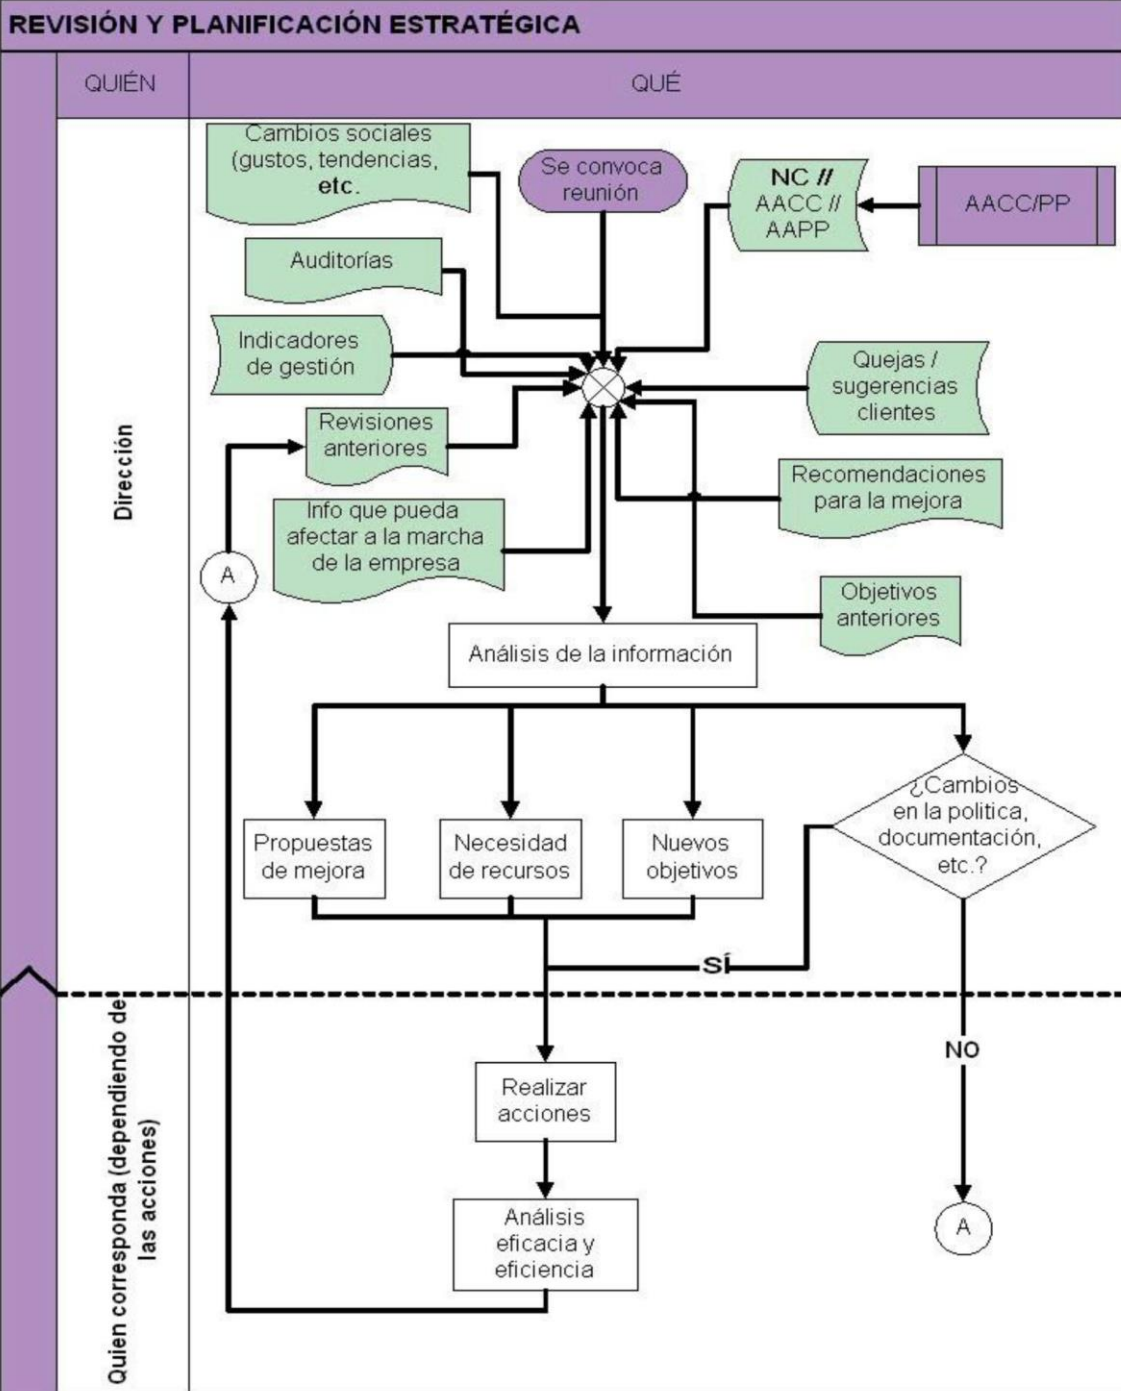 REVISIÓN Y PLANIFICACIÓN ESTRATÉGICA
QUIÉN
QUÉ
Cambios sociales
(gustos, tendencias,
etc.
Se convoca
reunión
NC //
AACC //
AAPP
AACC/PP
Auditorías
Indicadores
de gestión
Quejas /
sugerencias
clientes
Revisiones
anteriores
Recomendaciones
para la mejora
Info que pueda
afectar a la marcha
de la empresa
Dirección
A
Objetivos
anteriores
Análisis de la información
Propuestas
de mejora
Necesidad
de recursos
Nuevos
objetivos
¿Cambios
en la politica,
documentación,
etc.?
SÍ
NO
Quien corresponda (dependiendo de
las acciones)
Realizar
acciones
Análisis
eficacia y
eficiencia
A